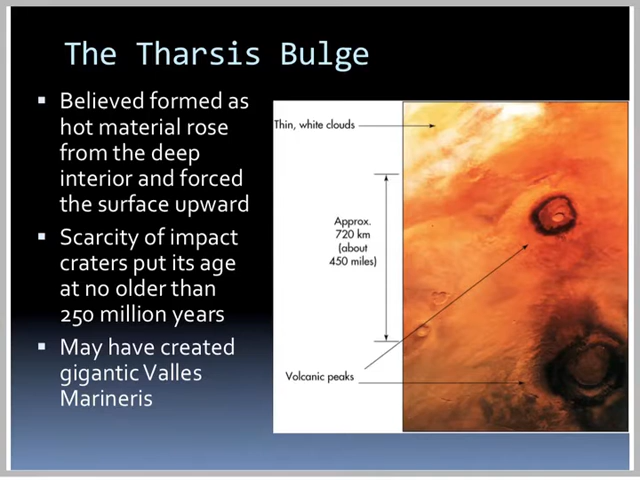 The Tharsis Bulge
▪ Believed formed as
hot material rose
from the deep
interior and forced
the surface upward
▪ Scarcity of impact
craters put its age
at no older than
250 million years
▪ May have created
gigantic Valles
Marineris
Thin, white clouds
Approx.
720 km
(about
450 miles)
Volcanic peaks